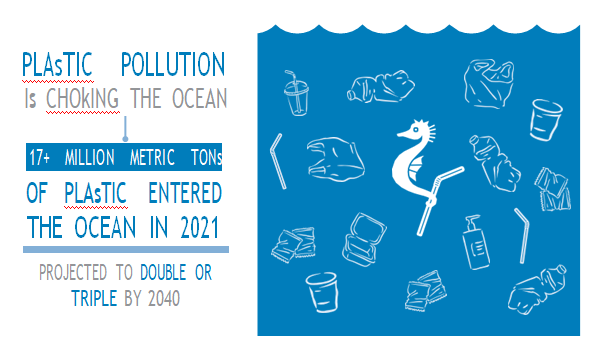 PLAsTIC POLLUTION
Is CHOkING THE OCEAN
17+ MILLION METRIC TONs
OF PLAsTIC ENTERED
THE OCEAN IN 2021
PROJECTED TO DOUBLE OR
TRIPLE BY 2040